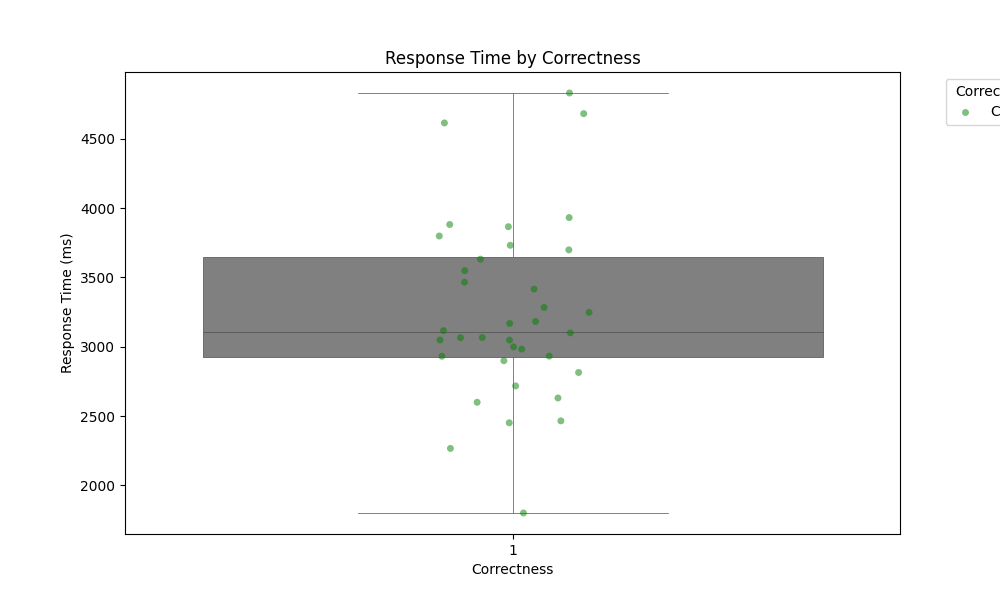 Response Time by Correctness
Correc
C
4500
4000
3500
3000
2500
2000
Response Time (ms)
1
Correctness